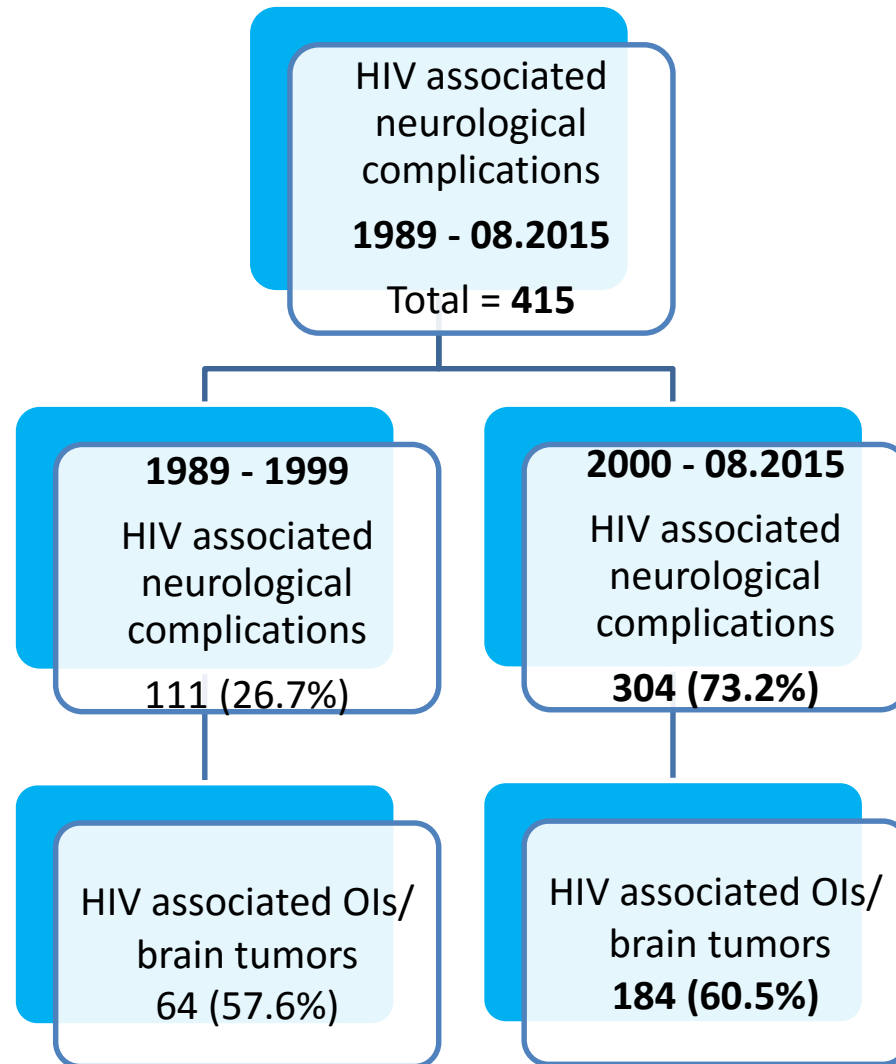 HIV associated
neurological
complications
1989 - 08.2015
Total = 415
1989 - 1999
HIV associated
neurological
complications
111 (26.7%)
2000 - 08.2015
HIV associated
neurological
complications
304 (73.2%)
HIV associated OIs/
brain tumors
64 (57.6%)
HIV associated OIs/
brain tumors
184 (60.5%)